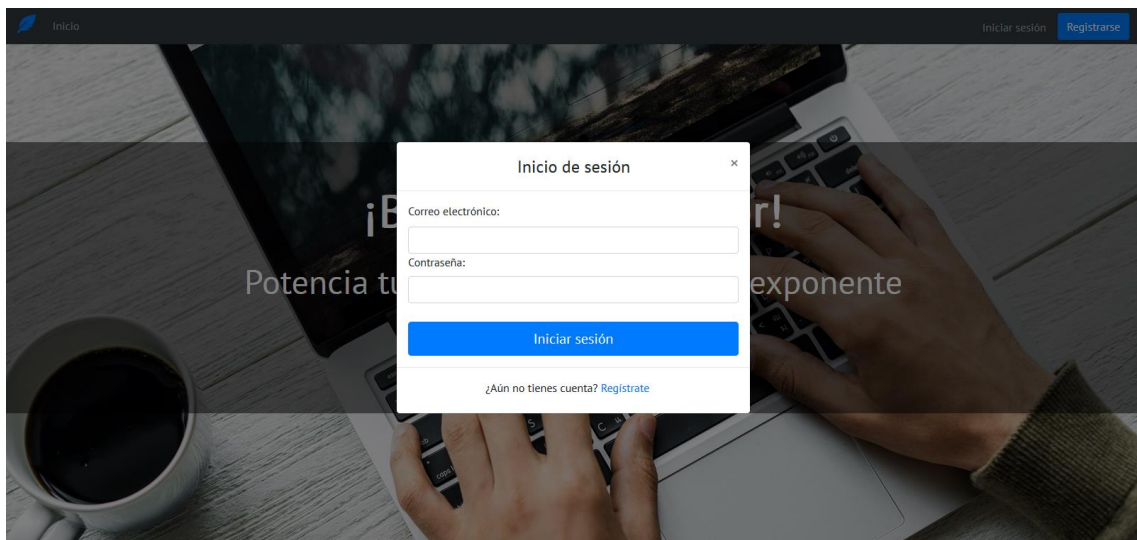 Inicio
Iniciar sesión
Registrarse
Inicio de sesión
×
¡B r!
Correo electrónico:
Contraseña:
Potencia tu exponente
Iniciar sesión
¿Aún no tienes cuenta? Regístrate